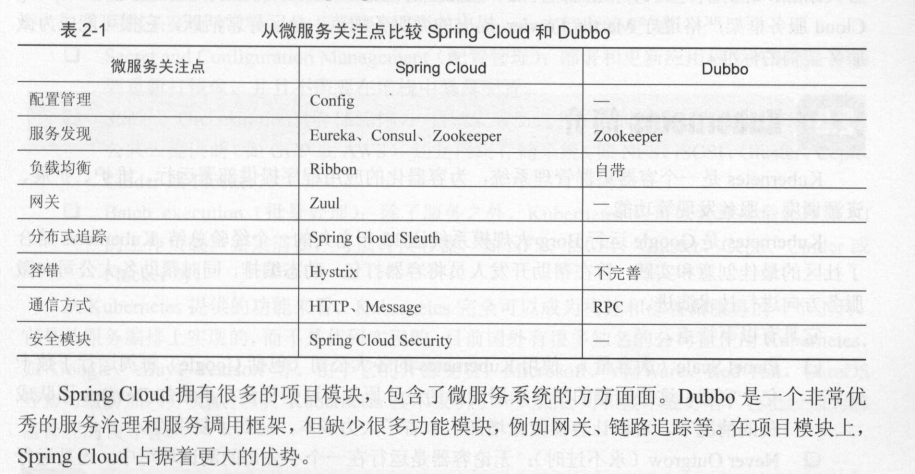 表 2-1 从微服务关注点比较 Spring Cloud 和 Dubbo
微服务关注点 Spring Cloud Dubbo
配置管理 Config —
服务发现 Eureka、Consul、Zookeeper Zookeeper
负载均衡 Ribbon 自带
网关 Zuul —
分布式追踪 Spring Cloud Sleuth —
容错 Hystrix 不完善
通信方式 HTTP、Message RPC
安全模块 Spring Cloud Security —
Spring Cloud 拥有很多的项目模块，包含了微服务系统的方方面面。Dubbo 是一个非常优
秀的服务治理和服务调用框架，但缺少很多功能模块，例如网关、链路追踪等。在项目模块上，
Spring Cloud 占据着更大的优势。